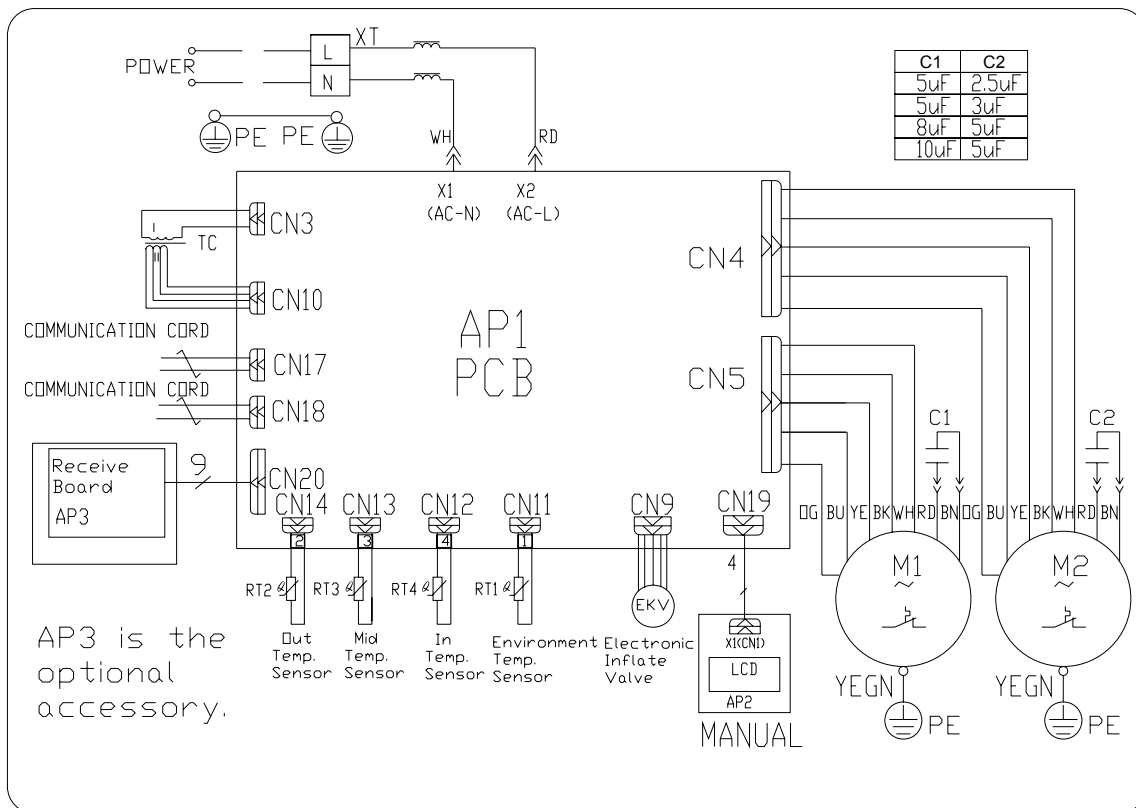 POWER
L
N
XT
PE PE
WH
RD
C1 C2
5uF 2.5uF
5uF 3uF
8uF 5uF
10uF 5uF
X1
(AC-N)
X2
(AC-L)
CN3
TC
I
II
CN10
COMMUNICATION CORD
CN17
COMMUNICATION CORD
CN18
AP1
PCB
CN4
CN5
Receive
Board
AP3
9
CN20
CN14
CN13
CN12
CN11
CN9
CN19
2
3
4
1
4
RT2
RT3
RT4
RT1
EKV
Out
Temp.
Sensor
Mid
Temp.
Sensor
In
Temp.
Sensor
Environment
Temp.
Sensor
Electronic
Inflate
Valve
X1(CN1)
LCD
AP2
MANUAL
C1
C2
OG BU YE BK WH RD BN
OG BU YE BK WH RD BN
M1
~
M2
~
YEGN
PE
YEGN
PE
AP3 is the
optional
accessory.